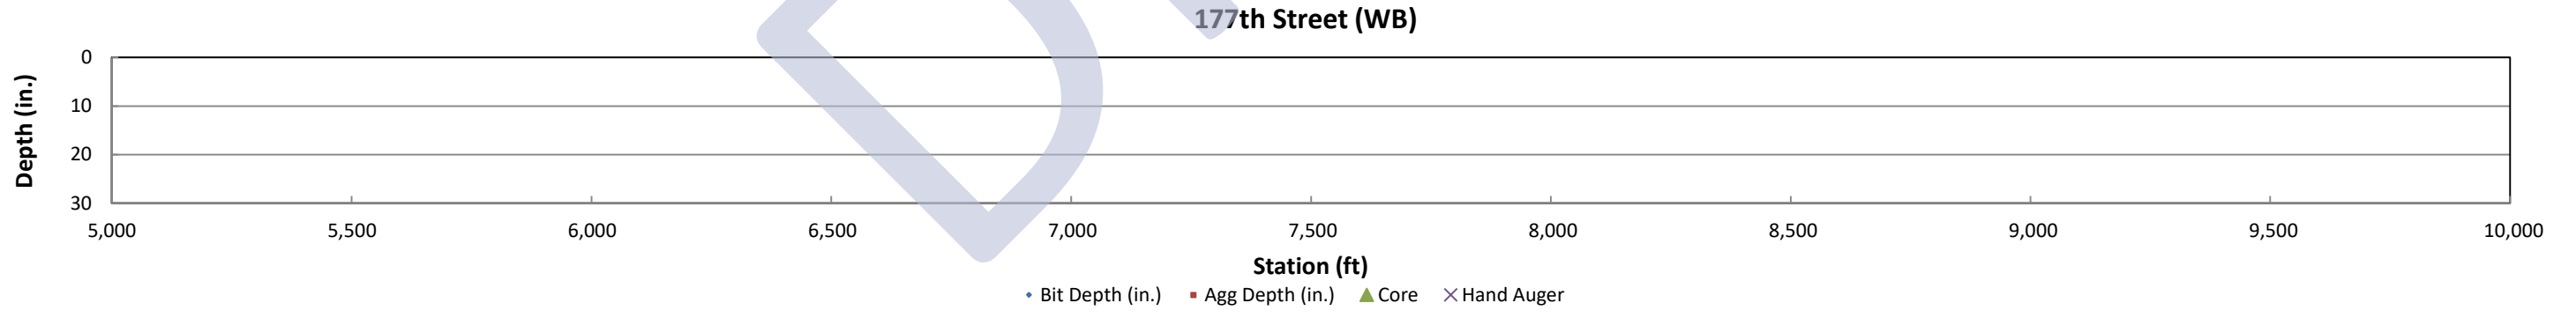 177th Street (WB)
Depth (in.)
0
10
20
30
5,000 5,500 6,000 6,500 7,000 7,500 8,000 8,500 9,000 9,500 10,000
Station (ft)
Bit Depth (in.) Agg Depth (in.) Core Hand Auger